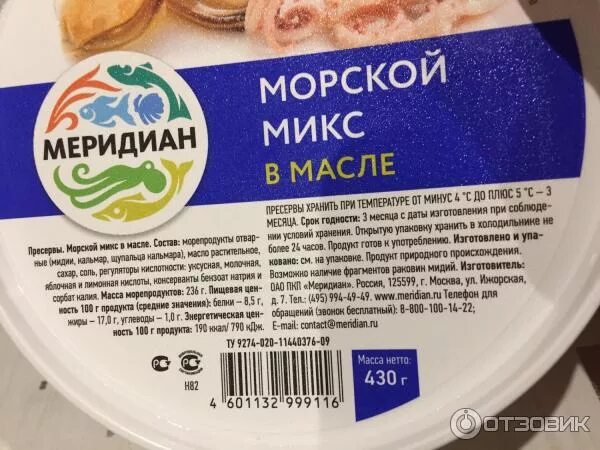 МОРСКОЙ
МИКС
В МАСЛЕ
МЕРИДИАН
Пресервы. Морской микс в масле. Состав: морепродукты отвар-
ные (мидии, кальмар, щупальца кальмара), масло растительное,
сахар, соль, регуляторы кислотности: уксусная, молочная,
яблочная и лимонная кислоты, консерванты бензоат натрия и
сорбат калия. Масса морепродуктов: 236 г. Пищевая ценность
100 г продукта (средние значения): белки – 8,5 г,
жиры - 17,0 г, углеводы – 1,0 г. Энергетическая ценность
100 г продукта: 190 ккал/ 790 кДж.
ПРЕСЕРВЫ ХРАНИТЬ ПРИ ТЕМПЕРАТУРЕ ОТ МИНУС 4 °С ДО ПЛЮС 5 °С – 3
МЕСЯЦА. Срок годности: 3 месяца с даты изготовления при соблюде-
нии условий хранения. Открытую упаковку хранить в холодильнике не
более 24 часов. Продукт готов к употреблению. Изготовлено и упа-
ковано: см. на упаковке. Продукт природного происхождения.
Возможно наличие фрагментов раковин мидий. Изготовитель:
ОАО ПКП «Меридиан». Россия, 125599, г. Москва, ул. Ижорская,
д. 7. Тел.: (495) 994-49-49. www.meridian.ru Телефон для
обращений (звонок бесплатный): 8-800-100-14-22;
E-mail: contact@meridian.ru
ТУ 9274-020-11440376-09
Н82
4 601132 999116
Масса нетто:
430 г
ОТЗОВИК